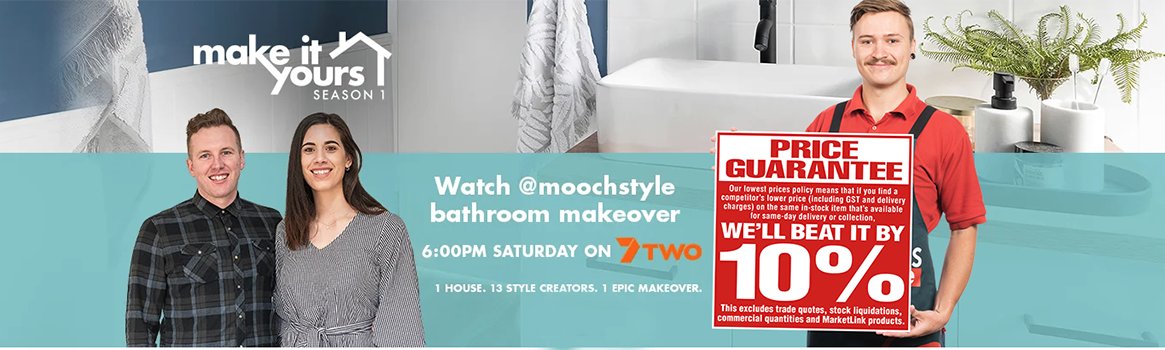 make it
yours
SEASON 1
Watch @moochstyle
bathroom makeover
6:00PM SATURDAY ON 7TWO
1 HOUSE. 13 STYLE CREATORS. 1 EPIC MAKEOVER.
PRICE
GUARANTEE
Our lowest prices policy means that if you find a
competitor's lower price (including GST and delivery
charges) on the same in-stock item that's available
for same-day delivery or collection,
WE'LL BEAT IT BY
10%
This excludes trade quotes, stock liquidations,
commercial quantities and MarketLink products.